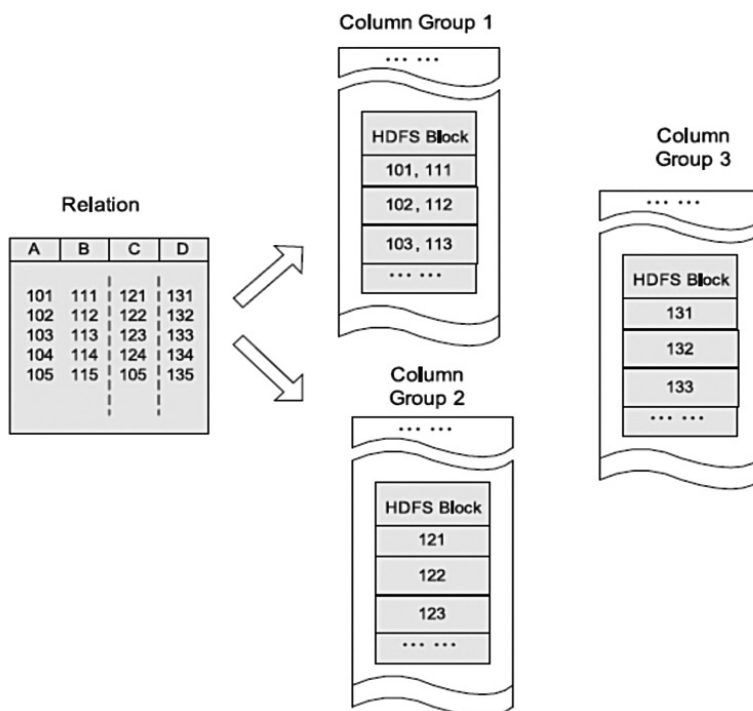 Relation
A B C D
101 111 121 131
102 112 122 132
103 113 123 133
104 114 124 134
105 115 105 135
Column Group 1
... ...
HDFS Block
101, 111
102, 112
103, 113
... ...
Column
Group 2
... ...
HDFS Block
121
122
123
... ...
Column
Group 3
... ...
HDFS Block
131
132
133
... ...